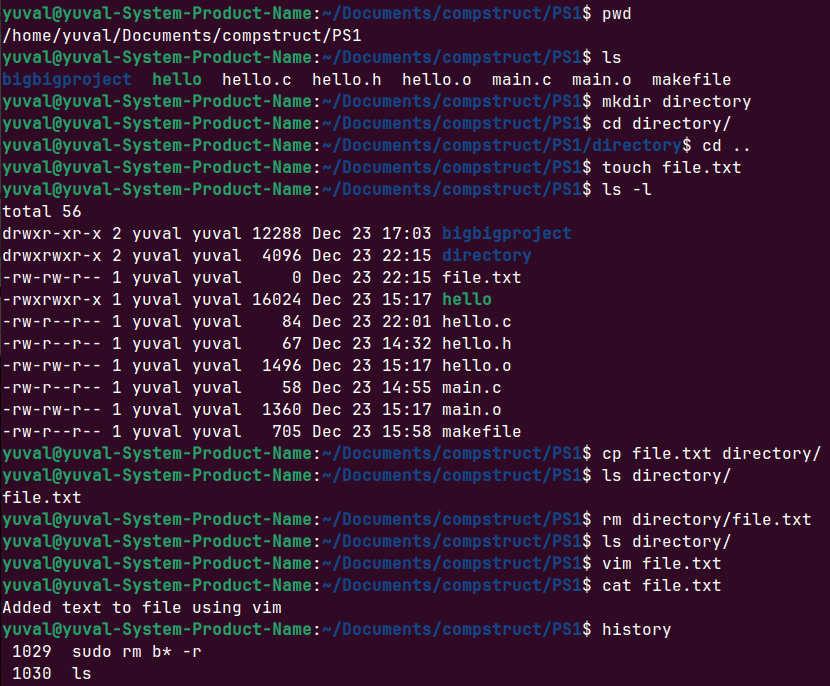 yuval@yuval-System-Product-Name:~/Documents/compstruct/PS1$ pwd
/home/yuval/Documents/compstruct/PS1
yuval@yuval-System-Product-Name:~/Documents/compstruct/PS1$ ls
bigbigproject  hello  hello.c  hello.h  hello.o  main.c  main.o  makefile
yuval@yuval-System-Product-Name:~/Documents/compstruct/PS1$ mkdir directory
yuval@yuval-System-Product-Name:~/Documents/compstruct/PS1$ cd directory/
yuval@yuval-System-Product-Name:~/Documents/compstruct/PS1/directory$ cd ..
yuval@yuval-System-Product-Name:~/Documents/compstruct/PS1$ touch file.txt
yuval@yuval-System-Product-Name:~/Documents/compstruct/PS1$ ls -l
total 56
drwxr-xr-x 2 yuval yuval 12288 Dec 23 17:03 bigbigproject
drwxrwxr-x 2 yuval yuval  4096 Dec 23 22:15 directory
-rw-rw-r-- 1 yuval yuval     0 Dec 23 22:15 file.txt
-rwxrwxr-x 1 yuval yuval 16024 Dec 23 15:17 hello
-rw-r--r-- 1 yuval yuval    84 Dec 23 22:01 hello.c
-rw-r--r-- 1 yuval yuval    67 Dec 23 14:32 hello.h
-rw-rw-r-- 1 yuval yuval  1496 Dec 23 15:17 hello.o
-rw-r--r-- 1 yuval yuval    58 Dec 23 14:55 main.c
-rw-rw-r-- 1 yuval yuval  1360 Dec 23 15:17 main.o
-rw-r--r-- 1 yuval yuval   705 Dec 23 15:58 makefile
yuval@yuval-System-Product-Name:~/Documents/compstruct/PS1$ cp file.txt directory/
yuval@yuval-System-Product-Name:~/Documents/compstruct/PS1$ ls directory/
file.txt
yuval@yuval-System-Product-Name:~/Documents/compstruct/PS1$ rm directory/file.txt
yuval@yuval-System-Product-Name:~/Documents/compstruct/PS1$ ls directory/
yuval@yuval-System-Product-Name:~/Documents/compstruct/PS1$ vim file.txt
yuval@yuval-System-Product-Name:~/Documents/compstruct/PS1$ cat file.txt
Added text to file using vim
yuval@yuval-System-Product-Name:~/Documents/compstruct/PS1$ history
 1029  sudo rm b* -r
 1030  ls